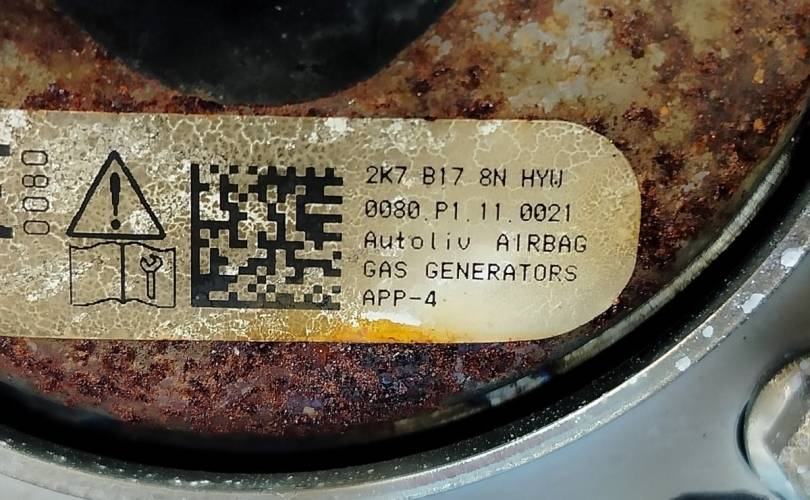 0080
2K7 B17 8N HYW
0080.P1.11.0021
Autoliv AIRBAG
GAS GENERATORS
APP-4